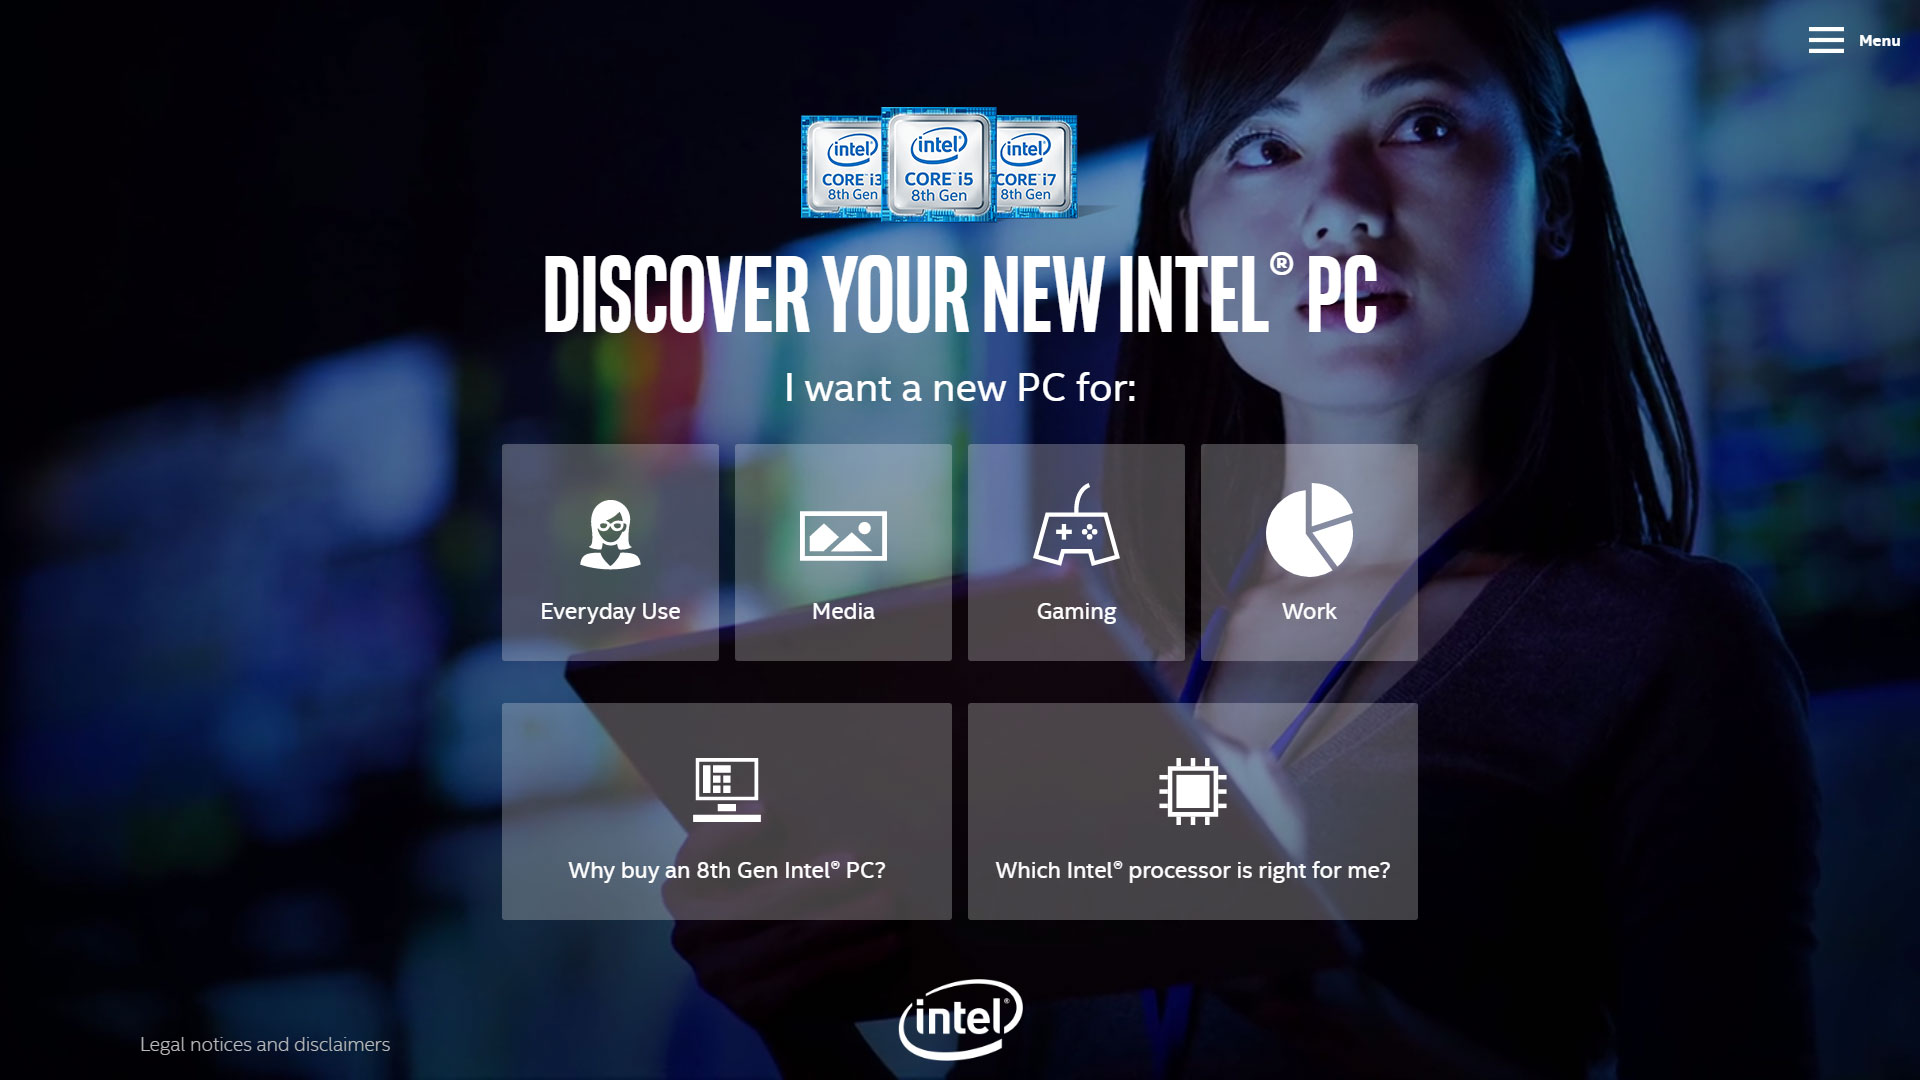 Menu
intel
CORE i3
8th Gen
intel®
CORE™ i5
8th Gen
intel
CORE™ i7
8th Gen
DISCOVER YOUR NEW INTEL® PC
I want a new PC for:
Everyday Use
Media
Gaming
Work
Why buy an 8th Gen Intel® PC?
Which Intel® processor is right for me?
intel®
Legal notices and disclaimers